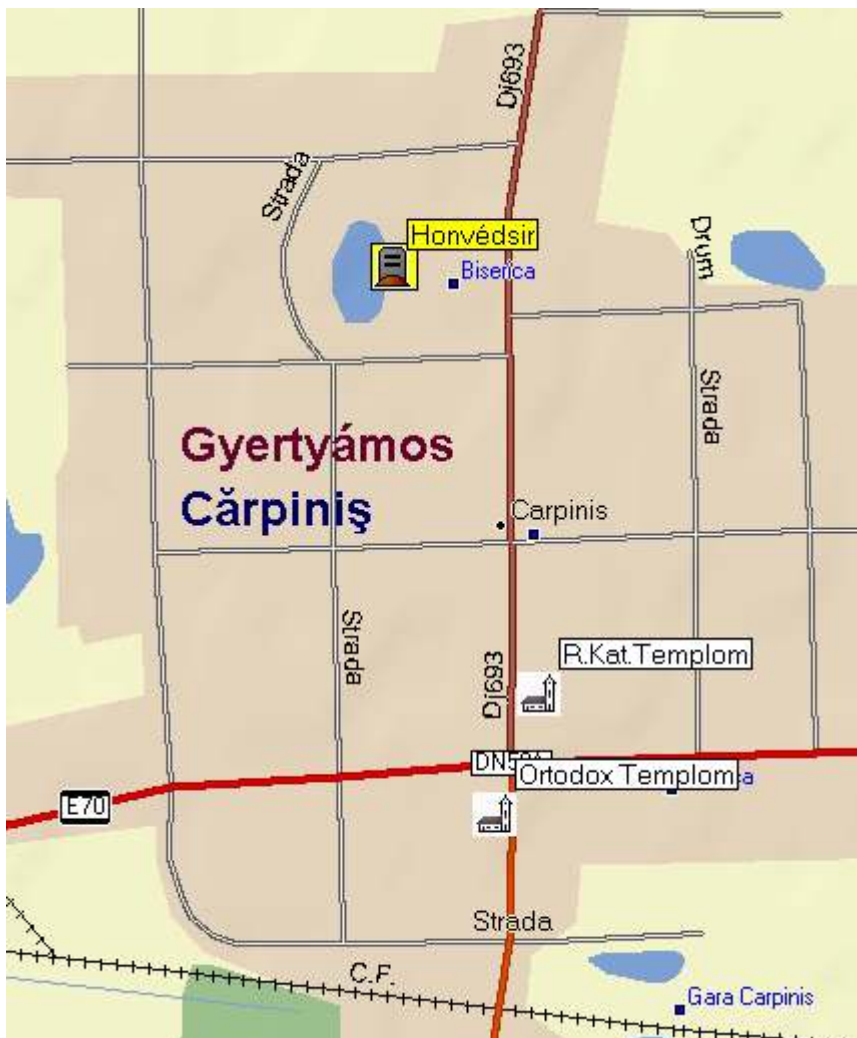 Dj693
Strada
Honvédsir
Biserica
Drum
Strada
Gyertyámos
Cărpiniş
Carpinis
Strada
R.Kat.Templom
Dj693
Ortodox Templom
E70
Strada
C.F.
Gara Carpinis